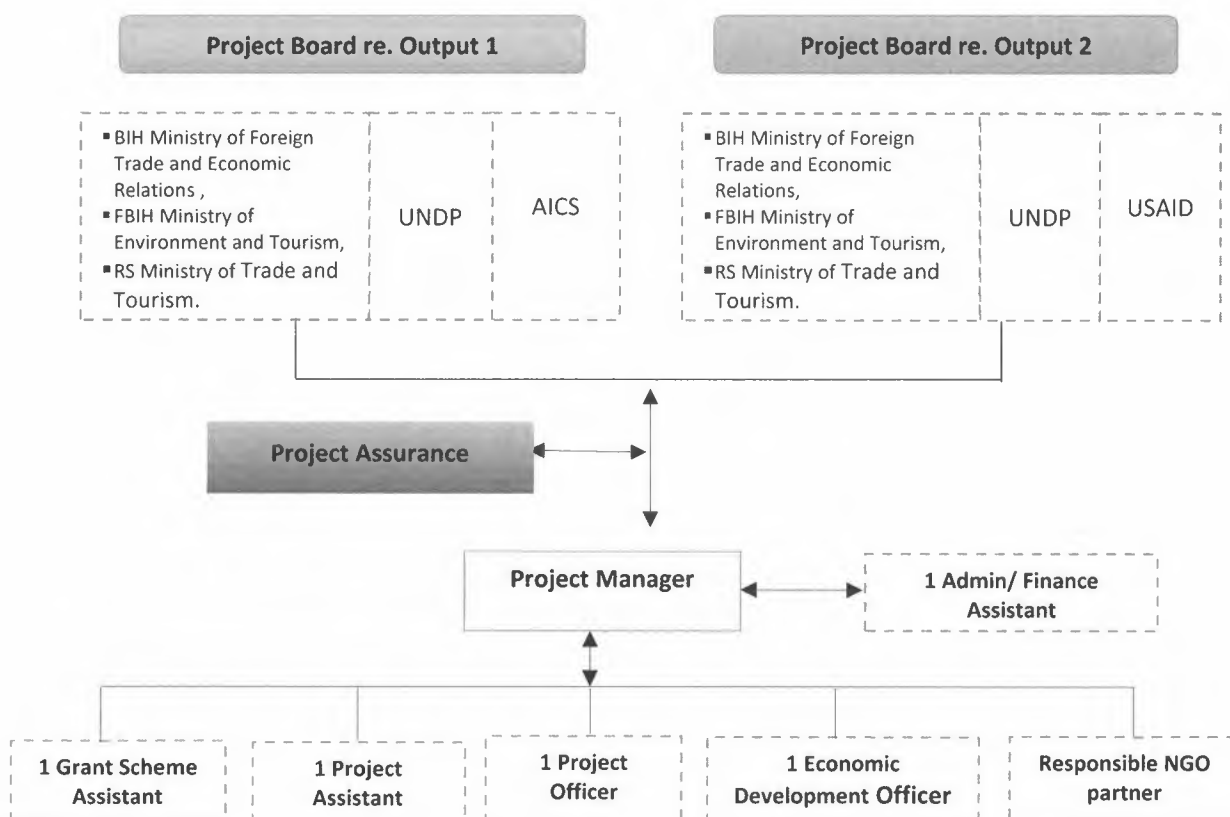 Project Board re. Output 1
Project Board re. Output 2
▪ BIH Ministry of Foreign
Trade and Economic
Relations ,
▪ FBIH Ministry of
Environment and Tourism,
▪ RS Ministry of Trade and
Tourism.
UNDP
AICS
▪ BIH Ministry of Foreign
Trade and Economic
Relations,
▪ FBIH Ministry of
Environment and Tourism,
▪ RS Ministry of Trade and
Tourism.
UNDP
USAID
Project Assurance
Project Manager
1 Admin/ Finance
Assistant
1 Grant Scheme
Assistant
1 Project
Assistant
1 Project
Officer
1 Economic
Development Officer
Responsible NGO
partner